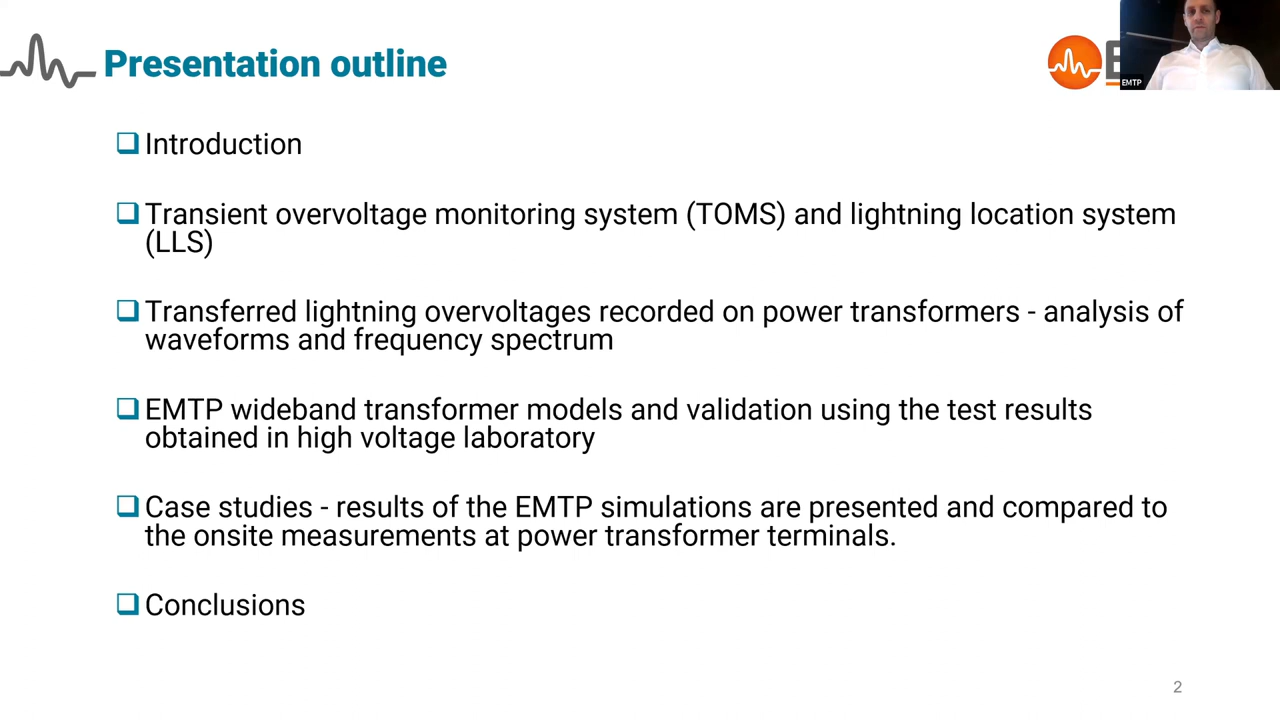 Presentation outline
EMTP
Introduction
Transient overvoltage monitoring system (TOMS) and lightning location system
(LLS)
Transferred lightning overvoltages recorded on power transformers - analysis of
waveforms and frequency spectrum
EMTP wideband transformer models and validation using the test results
obtained in high voltage laboratory
Case studies - results of the EMTP simulations are presented and compared to
the onsite measurements at power transformer terminals.
Conclusions
2